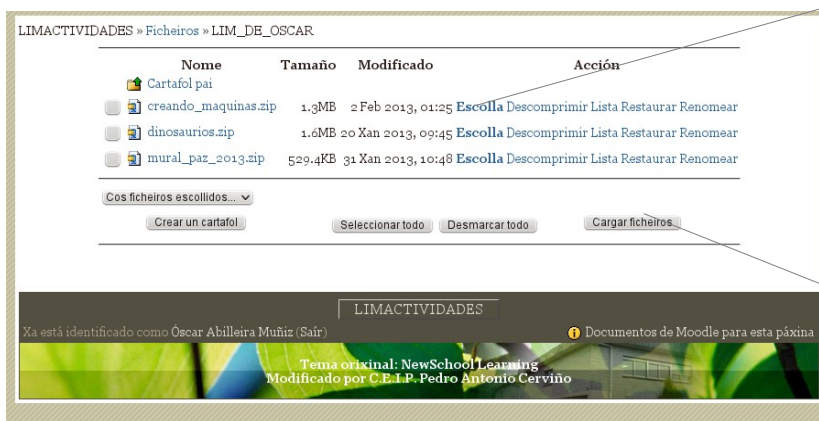 LIMACTIVIDADES » Ficheiros » LIM_DE_OSCAR
Nome Tamaño Modificado Acción
Cartafol pai
creando_maquinas.zip 1.3MB 2 Feb 2013, 01:25 Escolla Descomprimir Lista Restaurar Renomear
dinosaurios.zip 1.6MB 20 Xan 2013, 09:45 Escolla Descomprimir Lista Restaurar Renomear
mural_paz_2013.zip 529.4KB 31 Xan 2013, 10:48 Escolla Descomprimir Lista Restaurar Renomear
Cos ficheiros escollidos...
Crear un cartafol Seleccionar todo Desmarcar todo Cargar ficheiros
LIMACTIVIDADES
Xa está identificado como Óscar Abilleira Muñiz (Saír) Documentos de Moodle para esta páxina
Tema orixinal: NewSchool Learning
Modificado por C.E.I.P. Pedro Antonio Cerviño